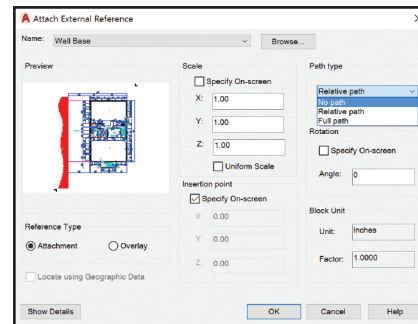 Attach External Reference
Name:
Wall Base
Browse...
Preview
Reference Type
Attachment
Overlay
Locate using Geographic Data
Scale
Specify On-screen
X: 1.00
Y: 1.00
Z: 1.00
Uniform Scale
Insertion point
Specify On-screen
X: 0.00
Y: 0.00
Z: 0.00
Path type
Relative path
No path
Relative path
Full path
Rotation
Specify On-screen
Angle: 0
Block Unit
Unit: Inches
Factor: 1.0000
Show Details
OK
Cancel
Help